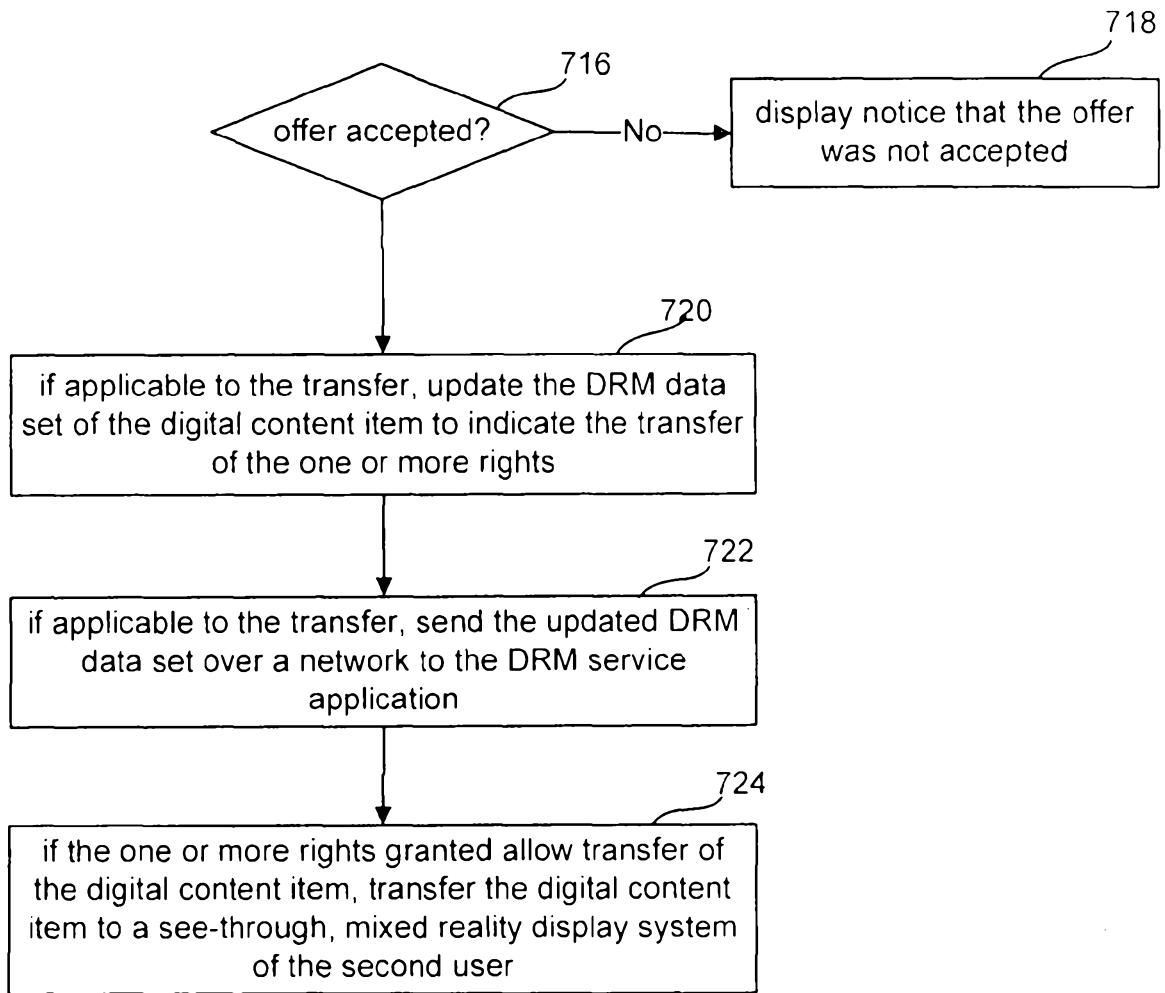 716
offer accepted?
No
718
display notice that the offer
was not accepted
720
if applicable to the transfer, update the DRM data
set of the digital content item to indicate the transfer
of the one or more rights
722
if applicable to the transfer, send the updated DRM
data set over a network to the DRM service
application
724
if the one or more rights granted allow transfer of
the digital content item, transfer the digital content
item to a see-through, mixed reality display system
of the second user